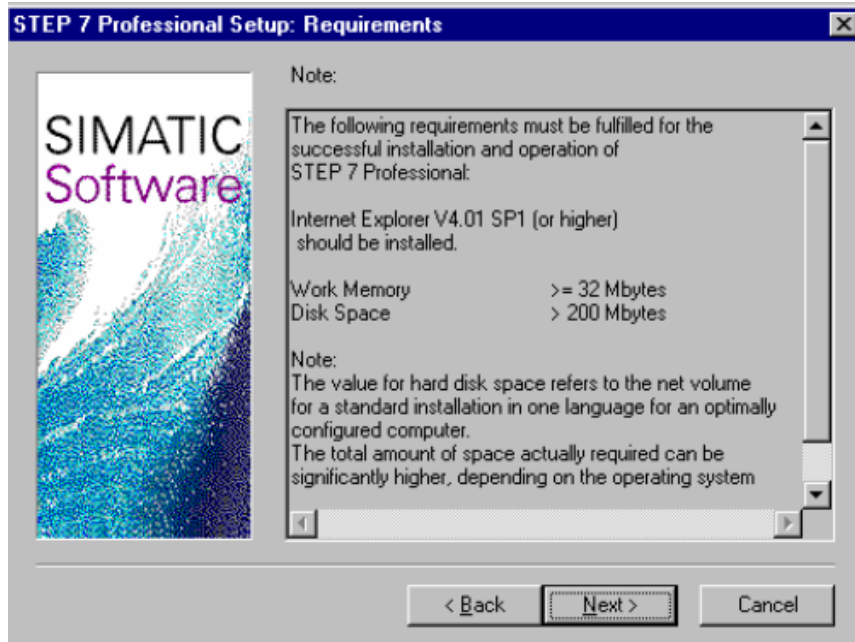 STEP 7 Professional Setup: Requirements
SIMATIC
Software
Note:
The following requirements must be fulfilled for the
successful installation and operation of
STEP 7 Professional:
Internet Explorer V4.01 SP1 (or higher)
should be installed.
Work Memory >= 32 Mbytes
Disk Space > 200 Mbytes
Note:
The value for hard disk space refers to the net volume
for a standard installation in one language for an optimally
configured computer.
The total amount of space actually required can be
significantly higher, depending on the operating system
< Back Next > Cancel